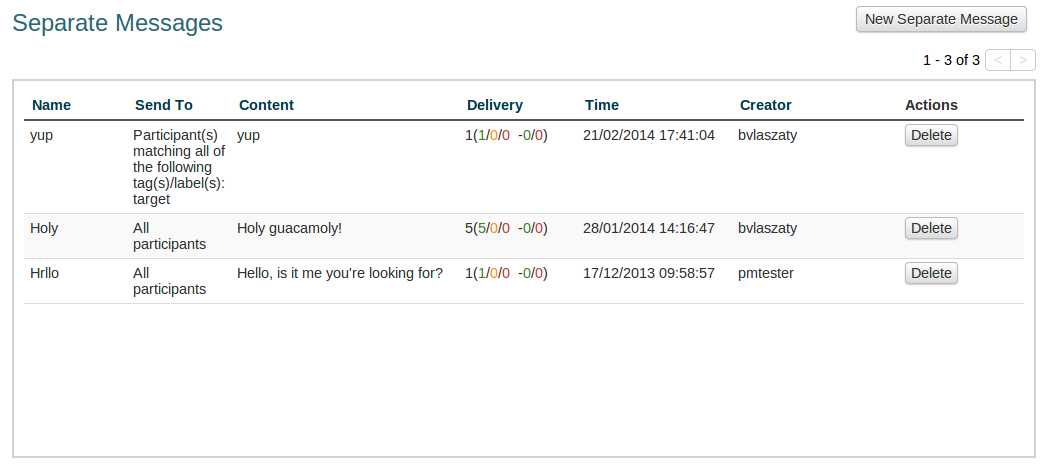 Separate Messages
New Separate Message
1 - 3 of 3 < >
Name Send To Content Delivery Time Creator Actions
yup Participant(s) yup 1(1/0/0 -0/0) 21/02/2014 17:41:04 bvlaszaty Delete
matching all of
the following
tag(s)/label(s):
target
Holy All Holy guacamoly! 5(5/0/0 -0/0) 28/01/2014 14:16:47 bvlaszaty Delete
participants
Hrllo All Hello, is it me you're looking for? 1(1/0/0 -0/0) 17/12/2013 09:58:57 pmtester Delete
participants